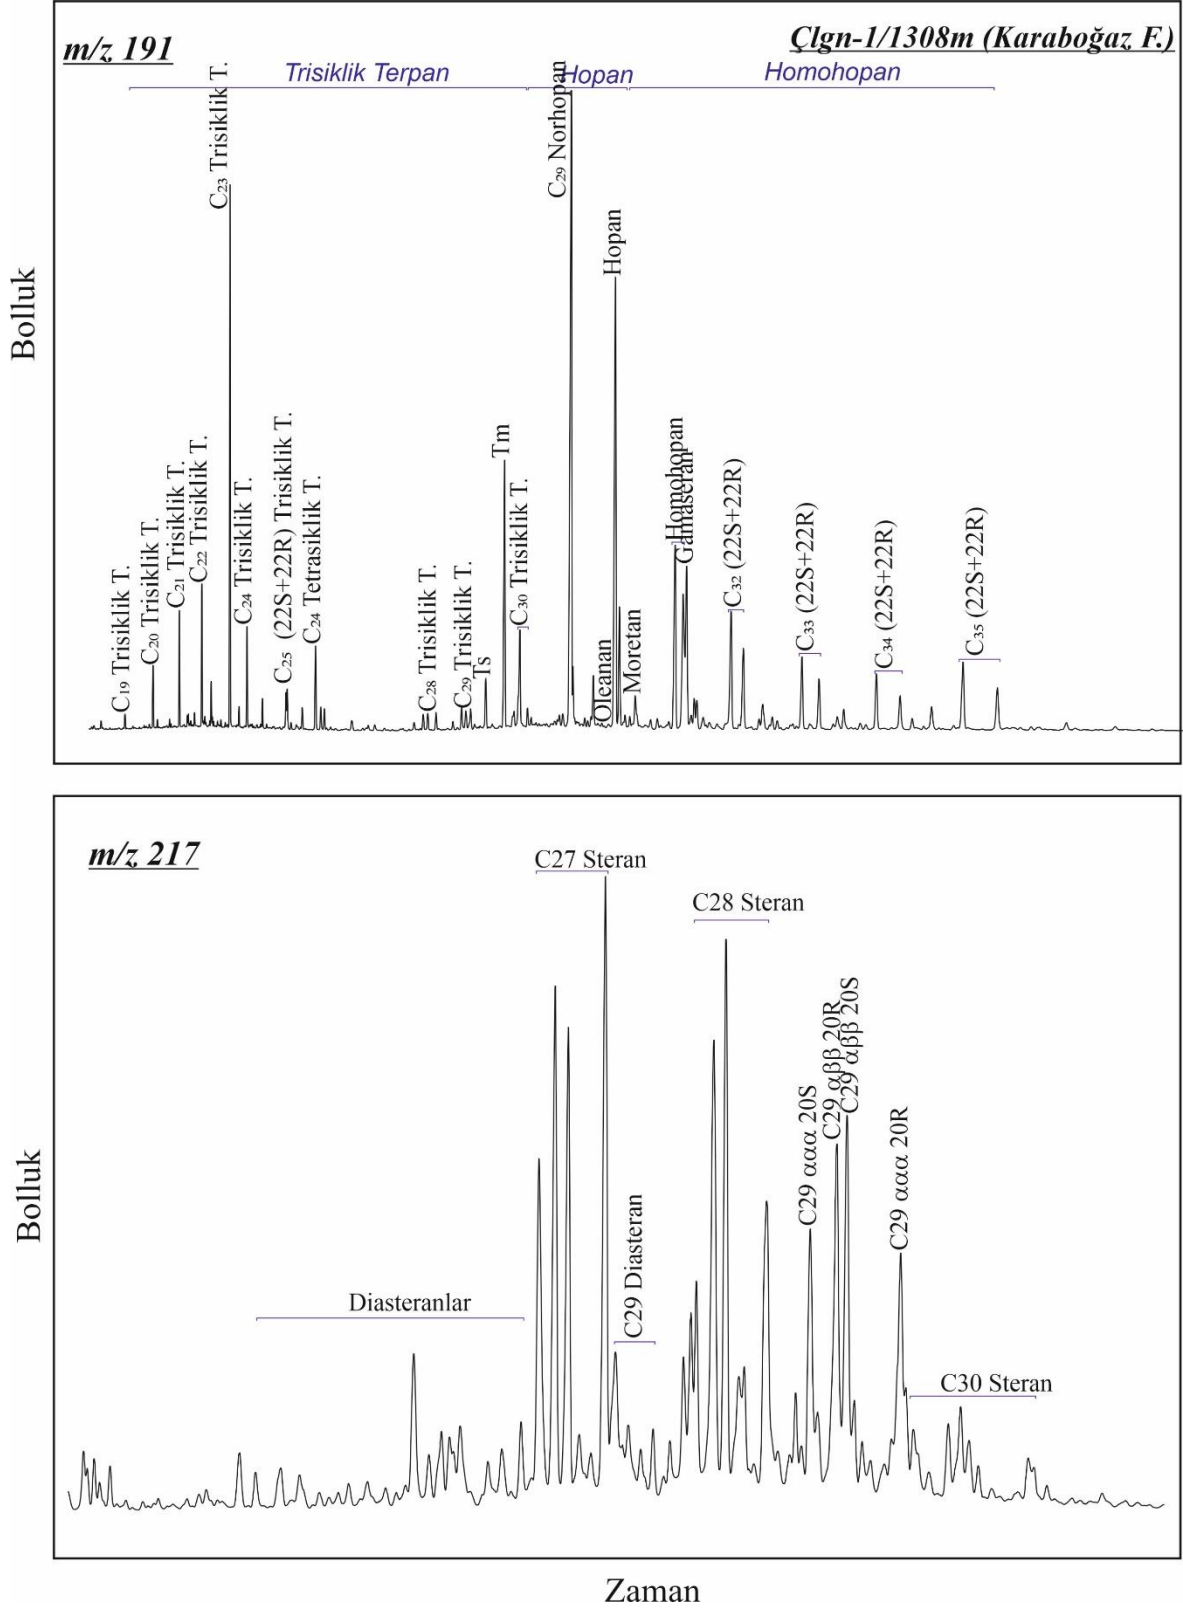 m/z 191
Çlgn-1/1308m (Karaboğaz F.)
Trisiklik Terpan
Hopan
Homohopan
Bolluk
C₁₉ Trisiklik T.
C₂₀ Trisiklik T.
C₂₁ Trisiklik T.
C₂₂ Trisiklik T.
C₂₃ Trisiklik T.
C₂₄ Trisiklik T.
C₂₅ (22S+22R) Trisiklik T.
C₂₄ Tetrasiklik T.
C₂₈ Trisiklik T.
C₂₉ Trisiklik T.
Ts
Tm
C₃₀ Trisiklik T.
C₂₉ Norhopan
Oleanan
Hopan
Moretan
Homohopan
Gamaseran
C₃₂ (22S+22R)
C₃₃ (22S+22R)
C₃₄ (22S+22R)
C₃₅ (22S+22R)
m/z 217
Bolluk
Diasteranlar
C27 Steran
C29 Diasteran
C28 Steran
C29 ααα 20S
C29 αββ 20R
C29 αββ 20S
C29 ααα 20R
C30 Steran
Zaman